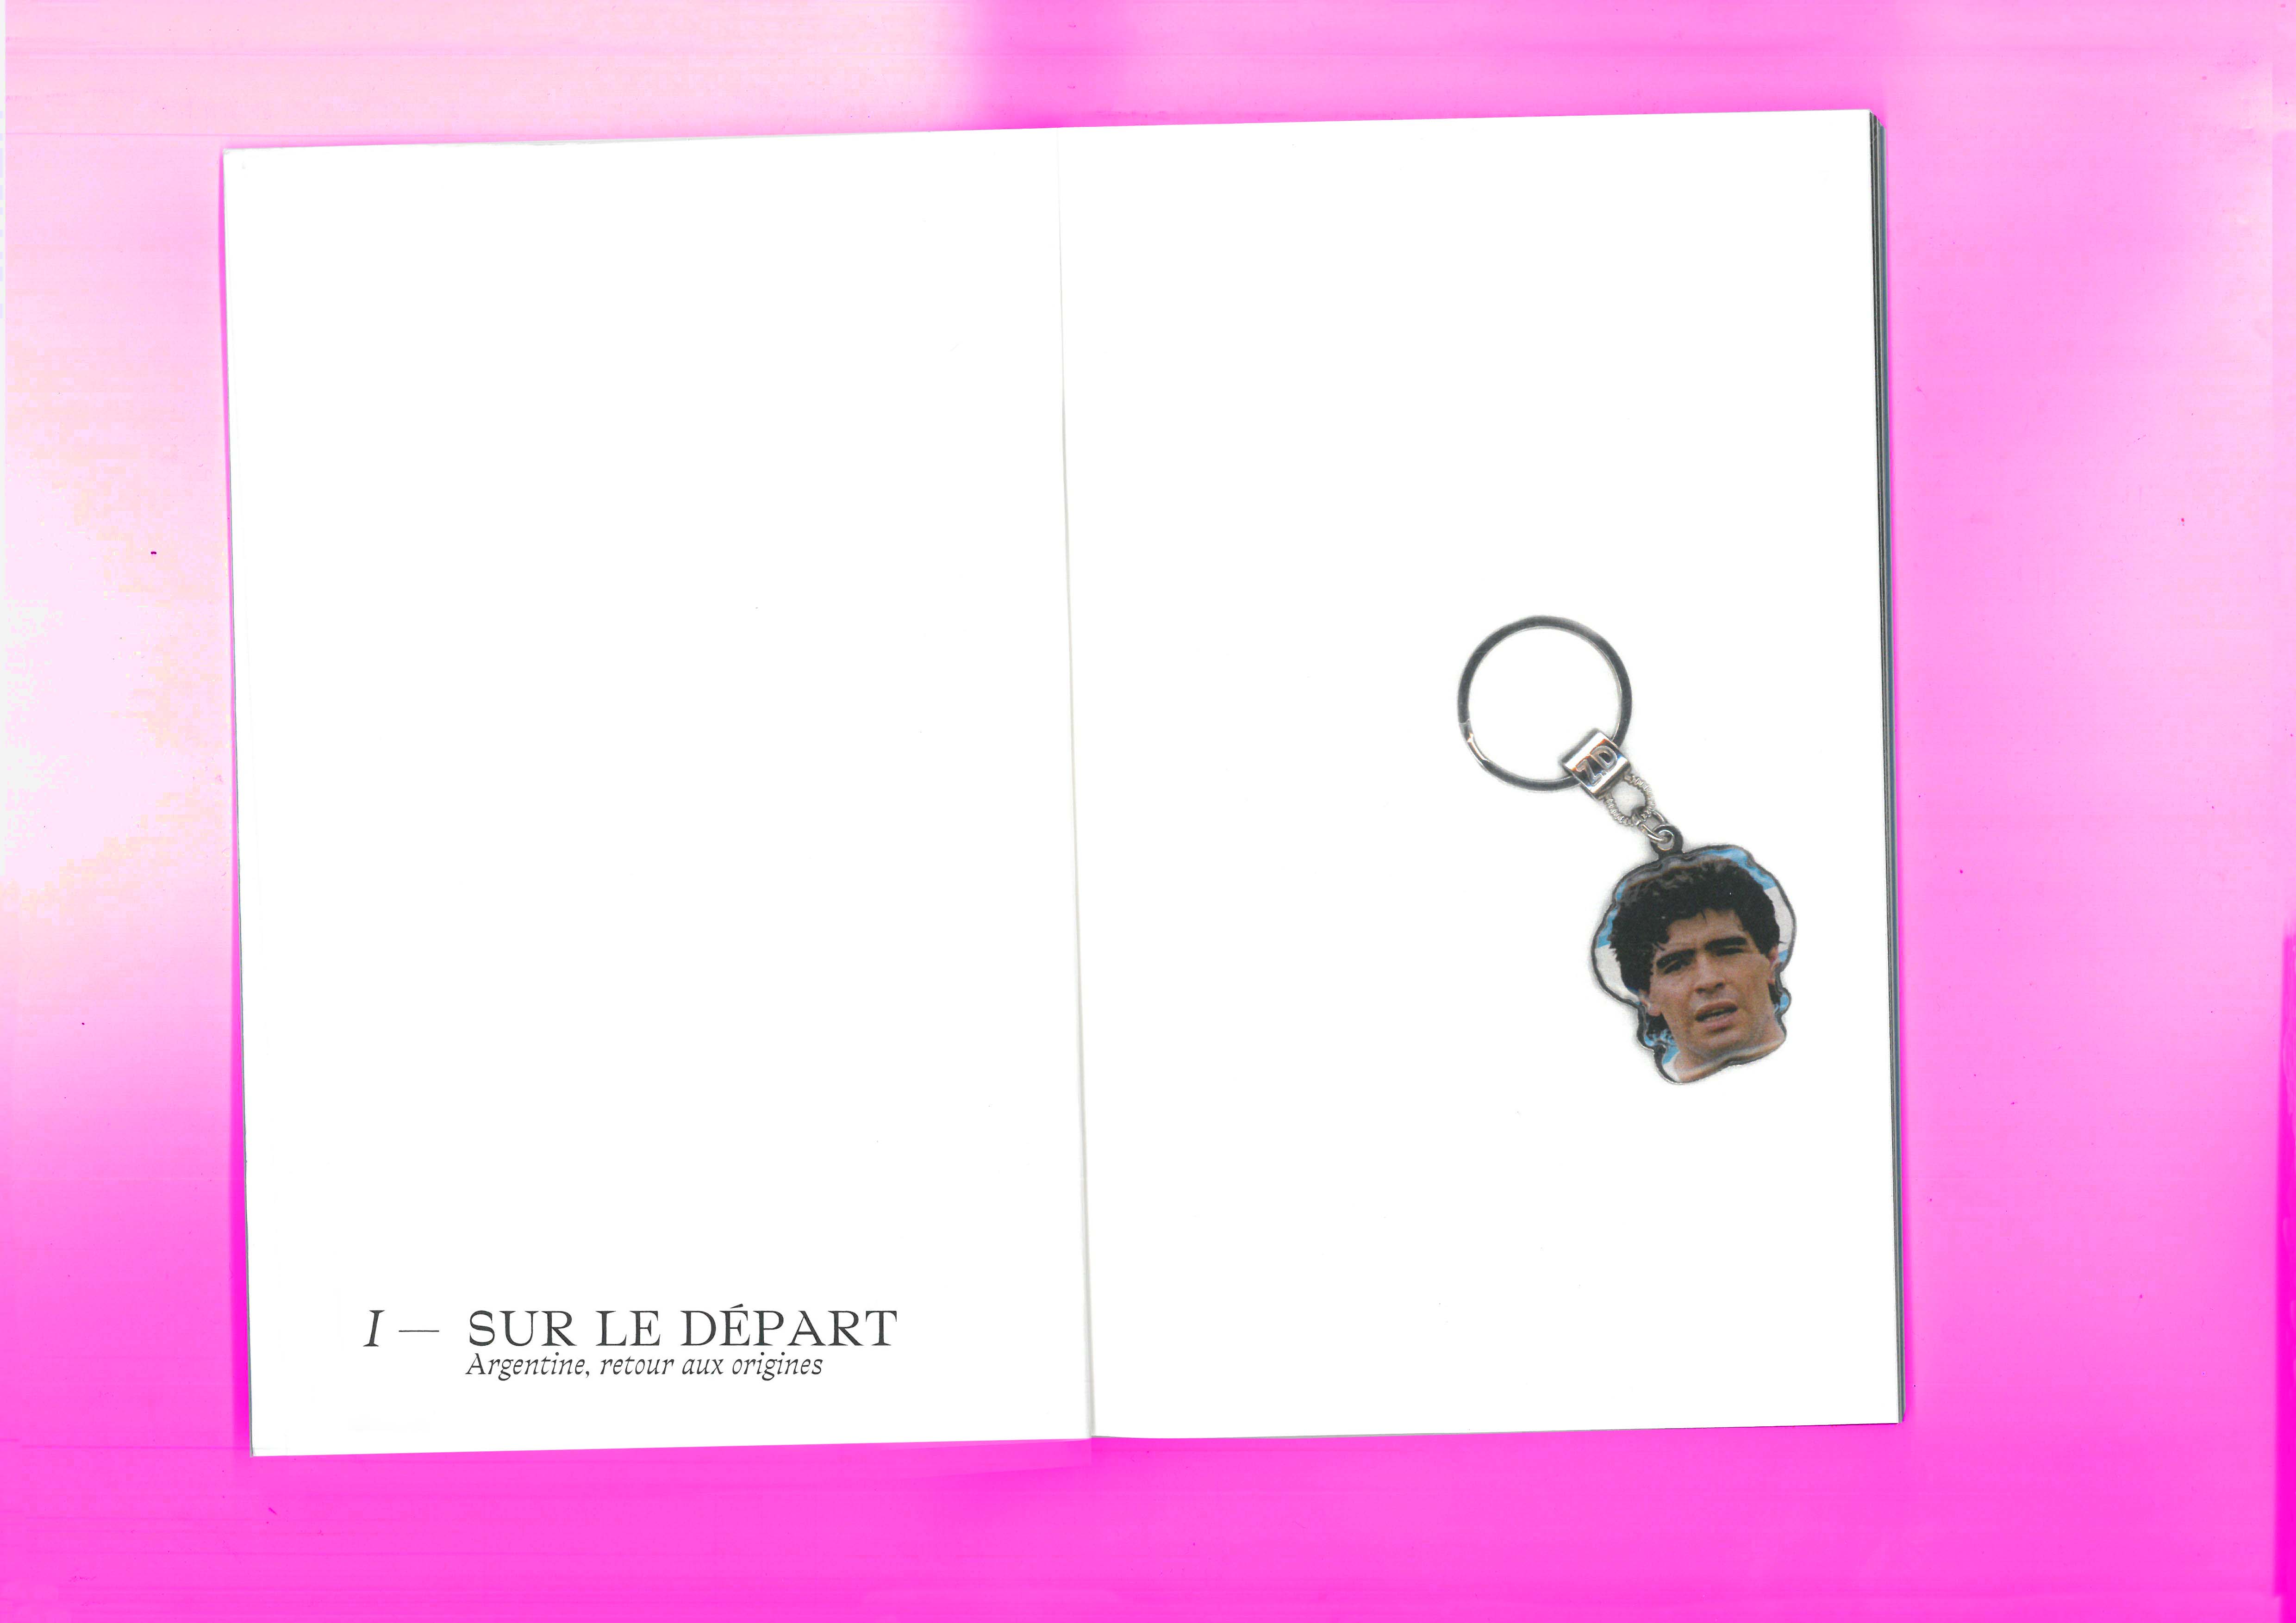 I — SUR LE DÉPART
Argentine, retour aux origines